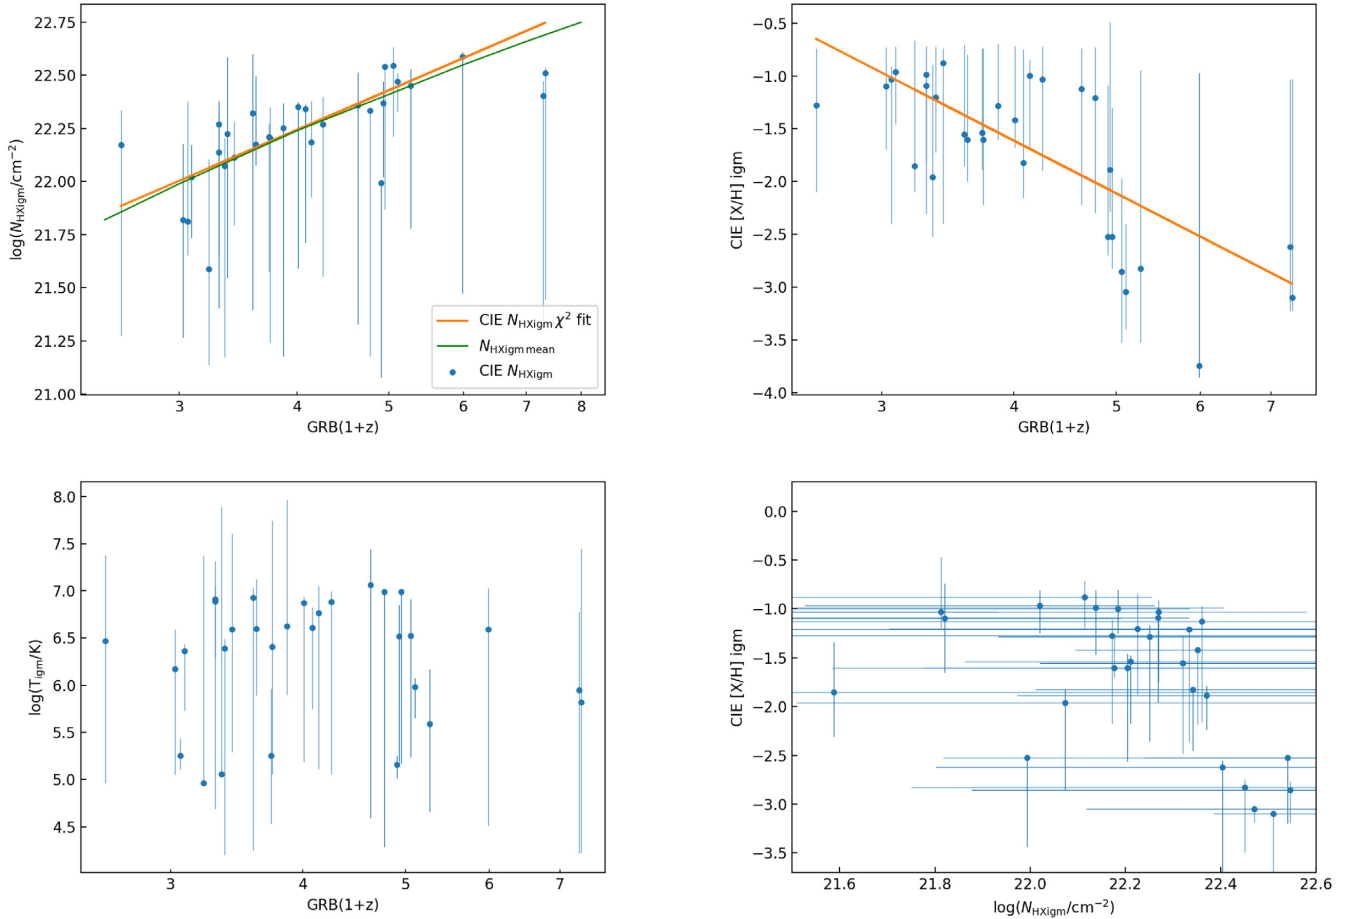 22.75
22.50
22.25
22.00
21.75
21.50
21.25
21.00
log(N_HXigm/cm⁻²)
3 4 5 6 7 8
GRB(1+z)
CIE N_HXigm χ² fit
N_HXigm mean
CIE N_HXigm
−0.5
−1.0
−1.5
−2.0
−2.5
−3.0
−3.5
−4.0
CIE [X/H] igm
3 4 5 6 7
GRB(1+z)
8.0
7.5
7.0
6.5
6.0
5.5
5.0
4.5
log(T_igm/K)
3 4 5 6 7
GRB(1+z)
0.0
−0.5
−1.0
−1.5
−2.0
−2.5
−3.0
−3.5
CIE [X/H] igm
21.6 21.8 22.0 22.2 22.4 22.6
log(N_HXigm/cm⁻²)